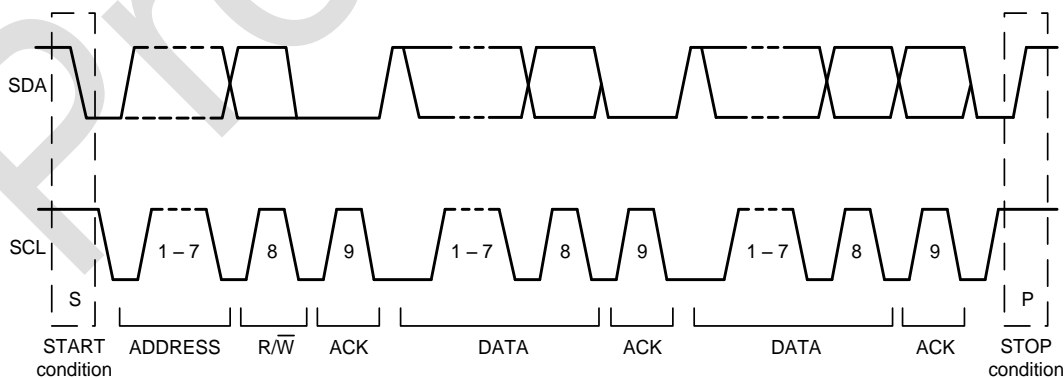 Pre
SDA
SCL
1 – 7 8 9 1 – 7 8 9 1 – 7 8 9
S P
START condition ADDRESS R/W̅ ACK DATA ACK DATA ACK STOP condition